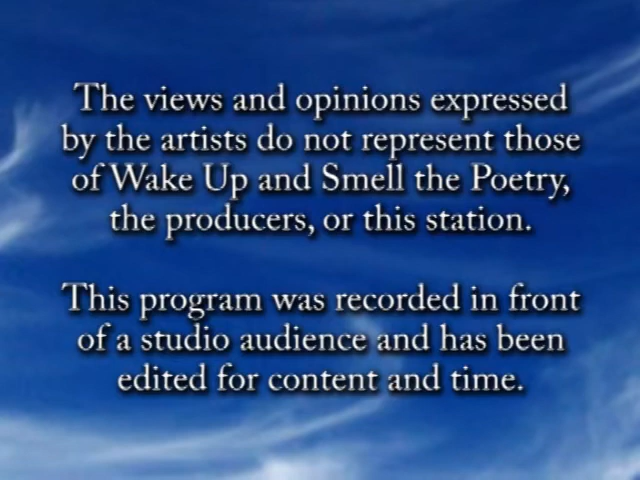 The views and opinions expressed
by the artists do not represent those
of Wake Up and Smell the Poetry,
the producers, or this station.
This program was recorded in front
of a studio audience and has been
edited for content and time.